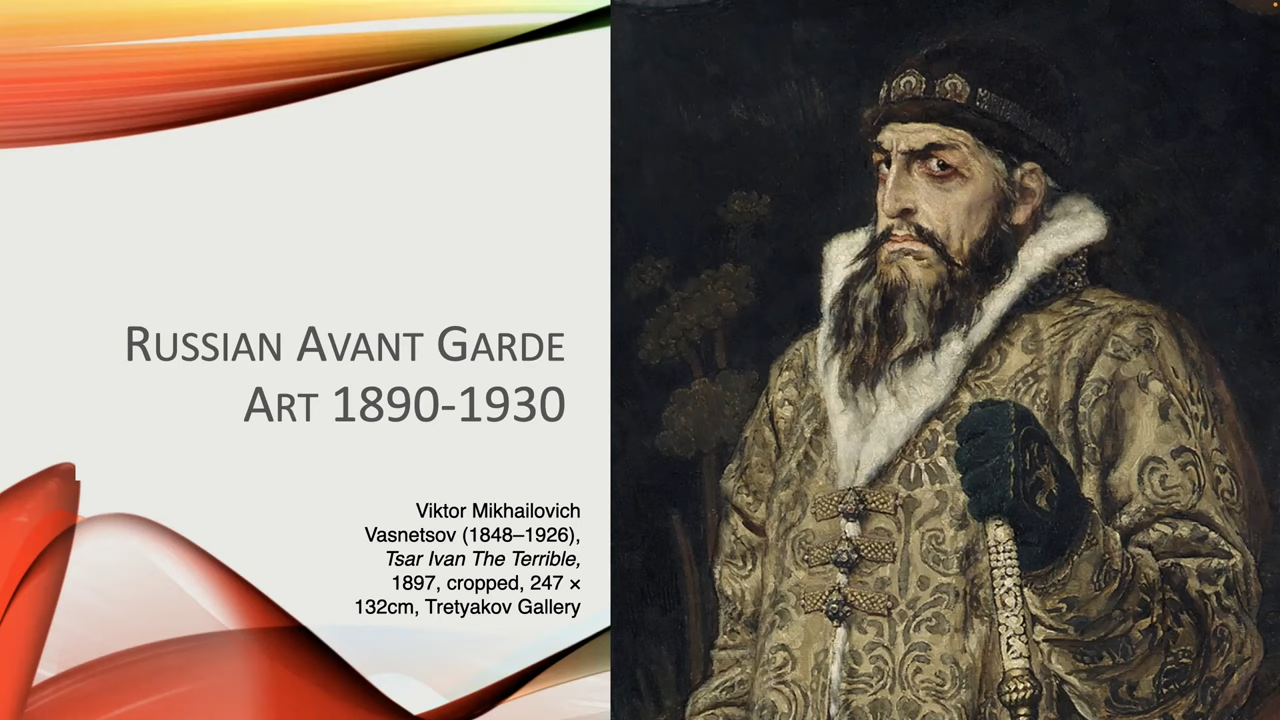 Russian Avant Garde
Art 1890-1930
Viktor Mikhailovich
Vasnetsov (1848–1926),
Tsar Ivan The Terrible,
1897, cropped, 247 ×
132cm, Tretyakov Gallery